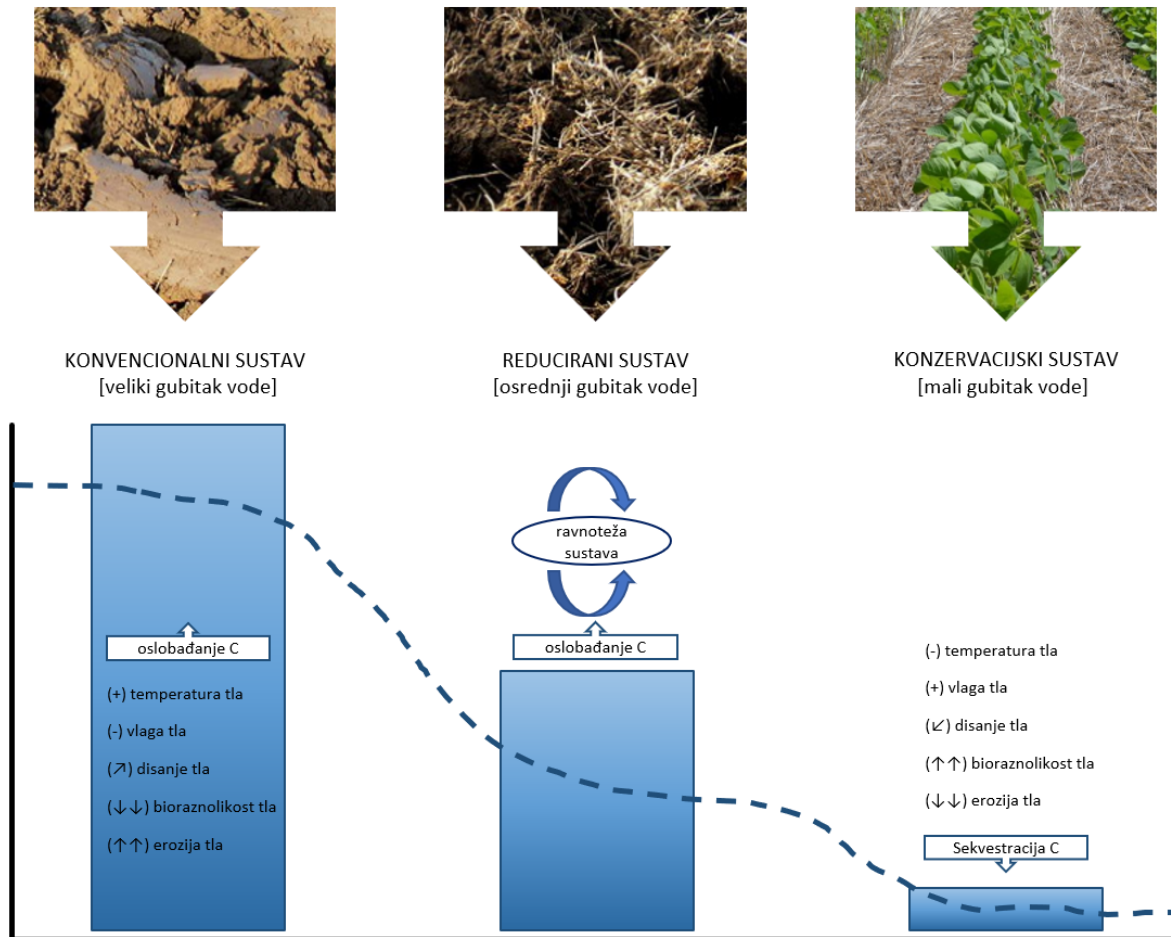 KONVENCIONALNI SUSTAV
[veliki gubitak vode]
REDUCIRANI SUSTAV
[osrednji gubitak vode]
KONZERVACIJSKI SUSTAV
[mali gubitak vode]
oslobađanje C
(+) temperatura tla
(-) vlaga tla
(↗) disanje tla
(↓↓) bioraznolikost tla
(↑↑) erozija tla
ravnoteža
sustava
oslobađanje C
(-) temperatura tla
(+) vlaga tla
(↙) disanje tla
(↑↑) bioraznolikost tla
(↓↓) erozija tla
Sekvestracija C